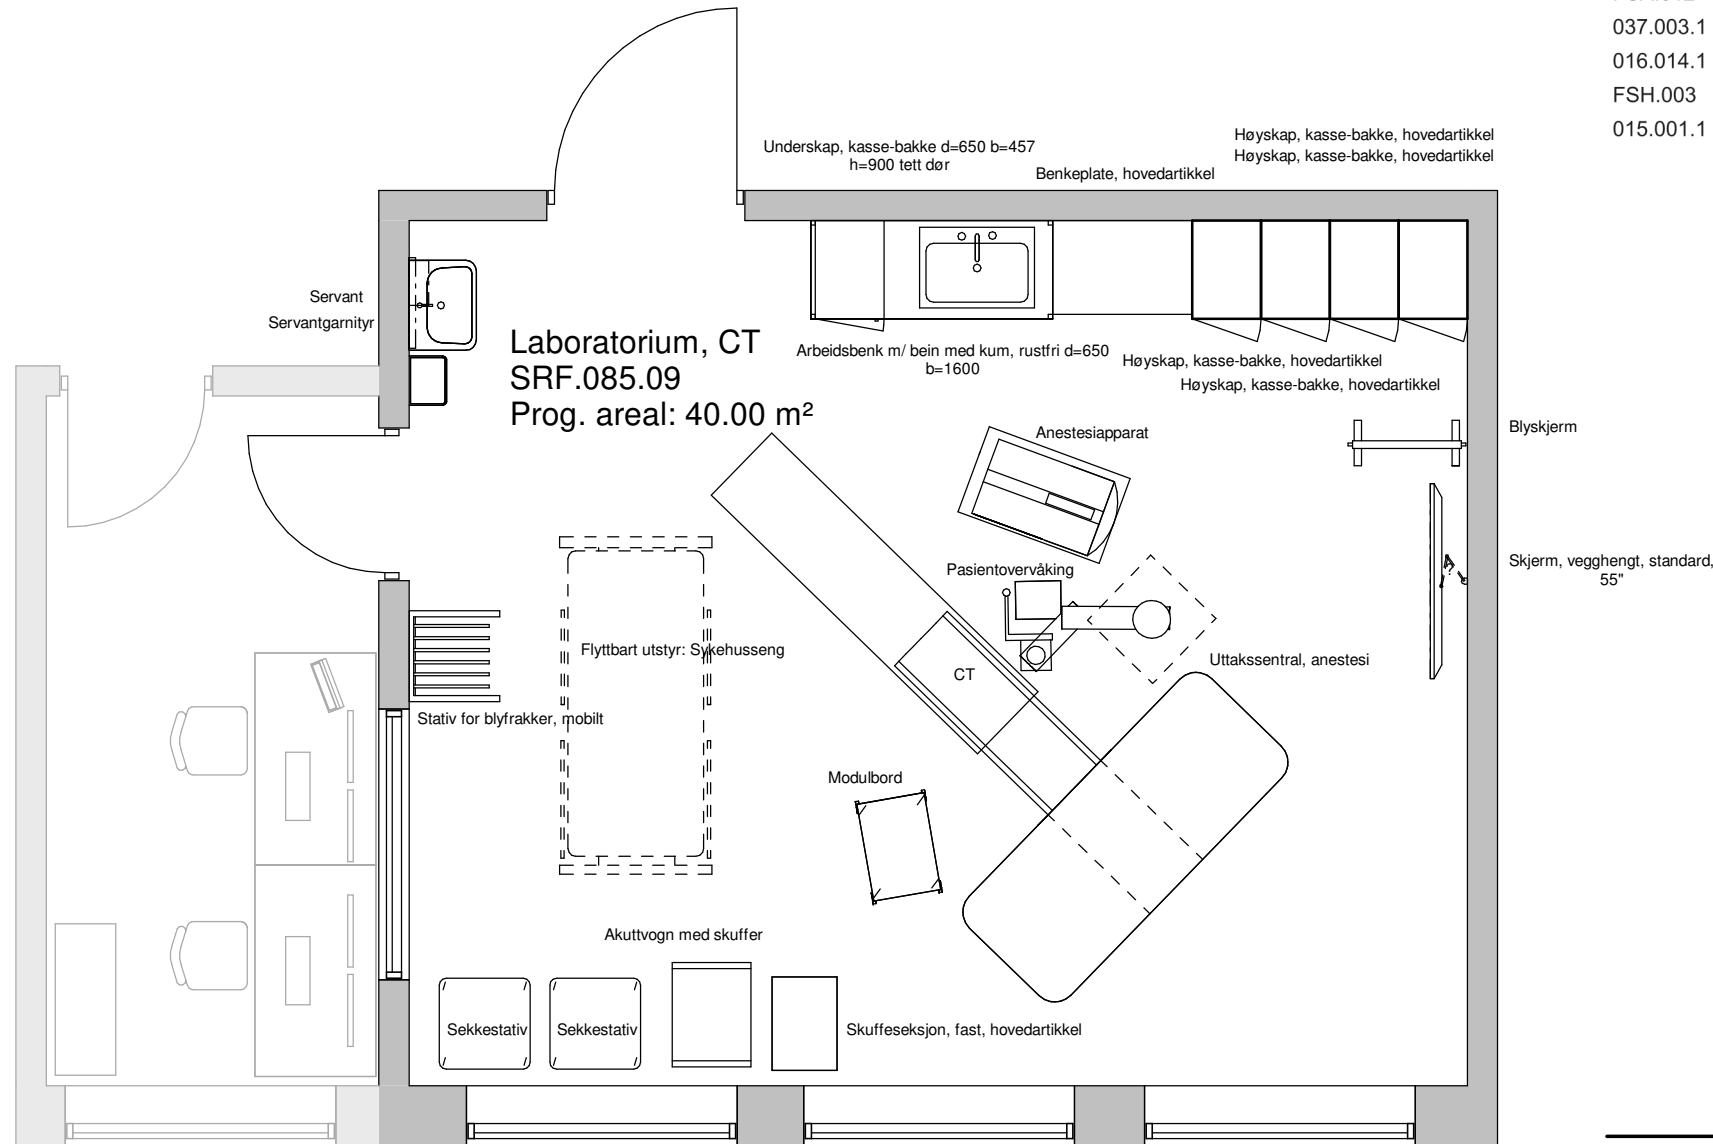 037.003.1
016.014.1
FSH.003
015.001.1
Høyskap, kasse-bakke, hovedartikkel
Høyskap, kasse-bakke, hovedartikkel
Underskap, kasse-bakke d=650 b=457
h=900 tett dør
Benkeplate, hovedartikkel
Servant
Servantgarnityr
Laboratorium, CT
SRF.085.09
Prog. areal: 40.00 m²
Arbeidsbenk m/ bein med kum, rustfri d=650
b=1600
Høyskap, kasse-bakke, hovedartikkel
Høyskap, kasse-bakke, hovedartikkel
Anestesiapparat
Blyskjerm
Pasientovervåking
Skjerm, vegghengt, standard,
55"
Flyttbart utstyr: Sykehusseng
CT
Uttakssentral, anestesi
Stativ for blyfrakker, mobilt
Modulbord
Akuttvogn med skuffer
Sekkestativ
Sekkestativ
Skuffeseksjon, fast, hovedartikkel